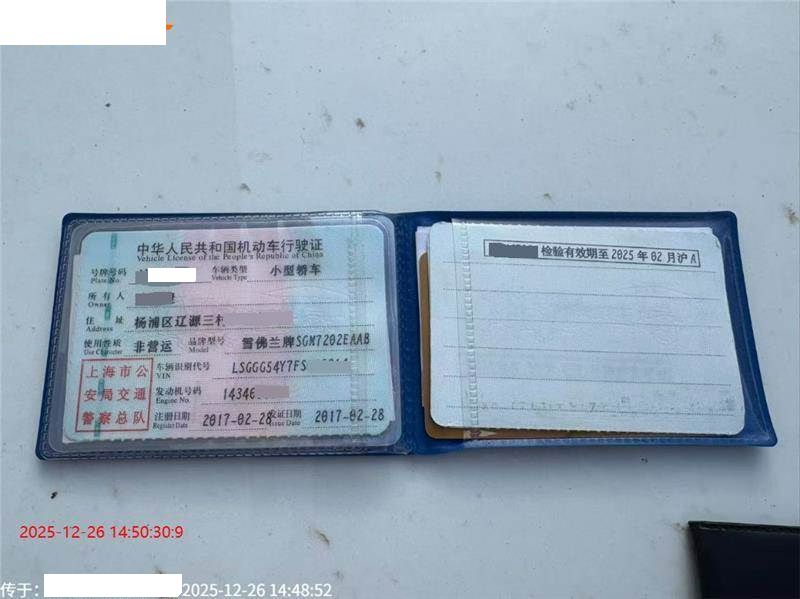 中华人民共和国机动车行驶证
Vehicle License of the People's Republic of China
号牌号码 车辆类型 小型轿车
Plate No. Vehicle Type
所有人
Owner
住址 杨浦区辽源三村
Address
使用性质 非营运 品牌型号 雪佛兰牌SGM7202EAAB
Use Character Model
上海市公安局交通警察总队
车辆识别代号 LSGGG54Y7FS
VIN
发动机号码 14346
Engine No.
注册日期 2017-02-28 发证日期 2017-02-28
Register Date Issue Date
检验有效期至2025年02月沪A
2025-12-26 14:50:30:9
传于: 2025-12-26 14:48:52